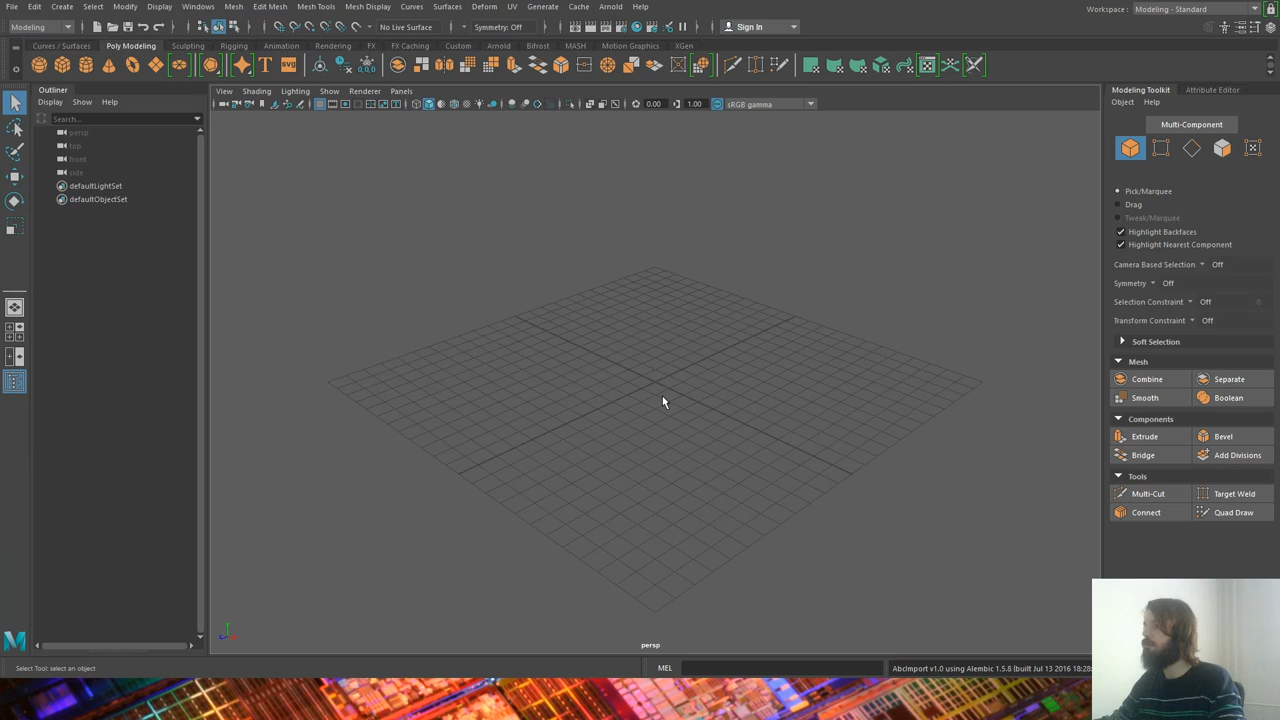 File Edit Create Select Modify Display Windows Mesh Edit Mesh Mesh Tools Mesh Display Curves Surfaces Deform UV Generate Cache Arnold Help
Workspace : Modeling - Standard
Modeling
No Live Surface
Symmetry: Off
Sign In
Curves / Surfaces Poly Modeling Sculpting Rigging Animation Rendering FX FX Caching Custom Arnold Bifrost MASH Motion Graphics XGen
T SVG
Outliner
Display Show Help
Search...
persp
top
front
side
defaultLightSet
defaultObjectSet
View Shading Lighting Show Renderer Panels
0.00 1.00 sRGB gamma
persp
Modeling Toolkit Attribute Editor
Object Help
Multi-Component
Pick/Marquee
Drag
Tweak/Marquee
Highlight Backfaces
Highlight Nearest Component
Camera Based Selection Off
Symmetry Off
Selection Constraint Off 0
Transform Constraint Off
Soft Selection
Mesh
Combine Separate
Smooth Boolean
Components
Extrude Bevel
Bridge Add Divisions
Tools
Multi-Cut Target Weld
Connect Quad Draw
Select Tool: select an object
MEL
AbcImport v1.0 using Alembic 1.5.8 (built Jul 13 2016 18:28: